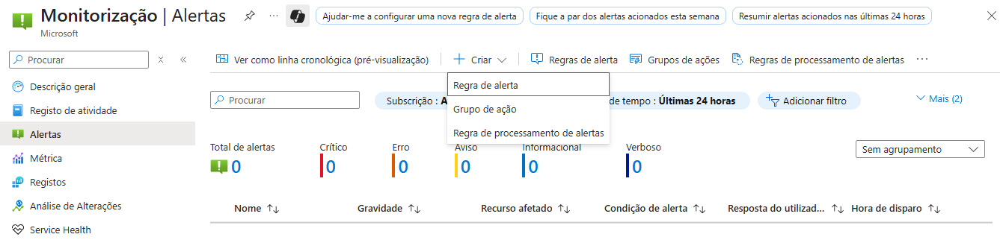 Monitorização | Alertas
Microsoft
Ajudar-me a configurar uma nova regra de alerta
Fique a par dos alertas acionados esta semana
Resumir alertas acionados nas últimas 24 horas
Procurar
Ver como linha cronológica (pré-visualização)
Criar
Regras de alerta
Grupos de ações
Regras de processamento de alertas
Descrição geral
Registo de atividade
Alertas
Métrica
Registos
Análise de Alterações
Service Health
Regra de alerta
Grupo de ação
Regra de processamento de alertas
Procurar
Subscrição : A
de tempo : Últimas 24 horas
Adicionar filtro
Mais (2)
Total de alertas
0
Crítico
0
Erro
0
Aviso
0
Informacional
0
Verboso
0
Sem agrupamento
Nome
Gravidade
Recurso afetado
Condição de alerta
Resposta do utilizad...
Hora de disparo